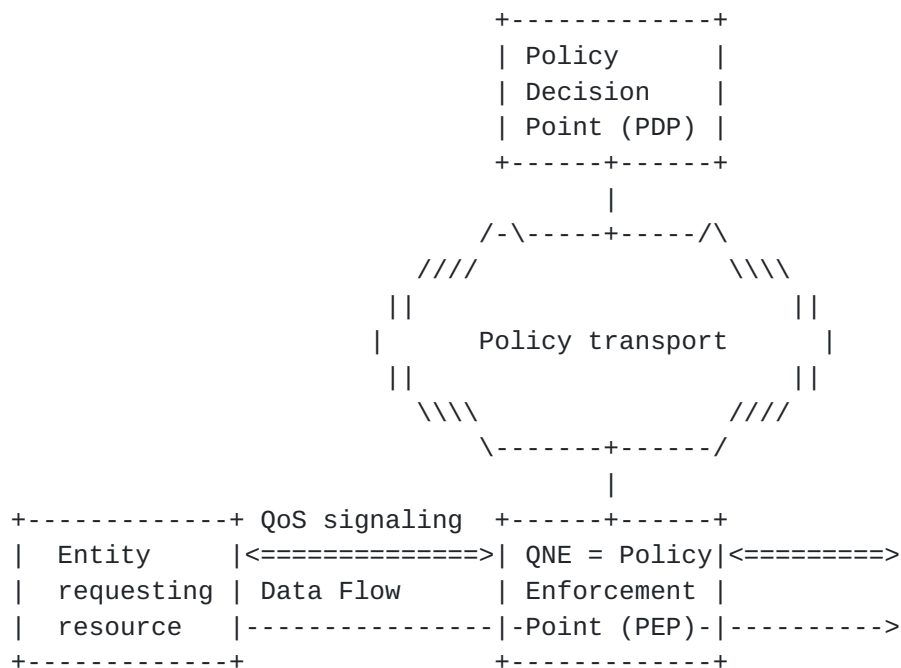 Policy
Decision
Point (PDP)
Policy transport
QoS signaling
Entity QNE = Policy
requesting Data Flow Enforcement
resource Point (PEP)